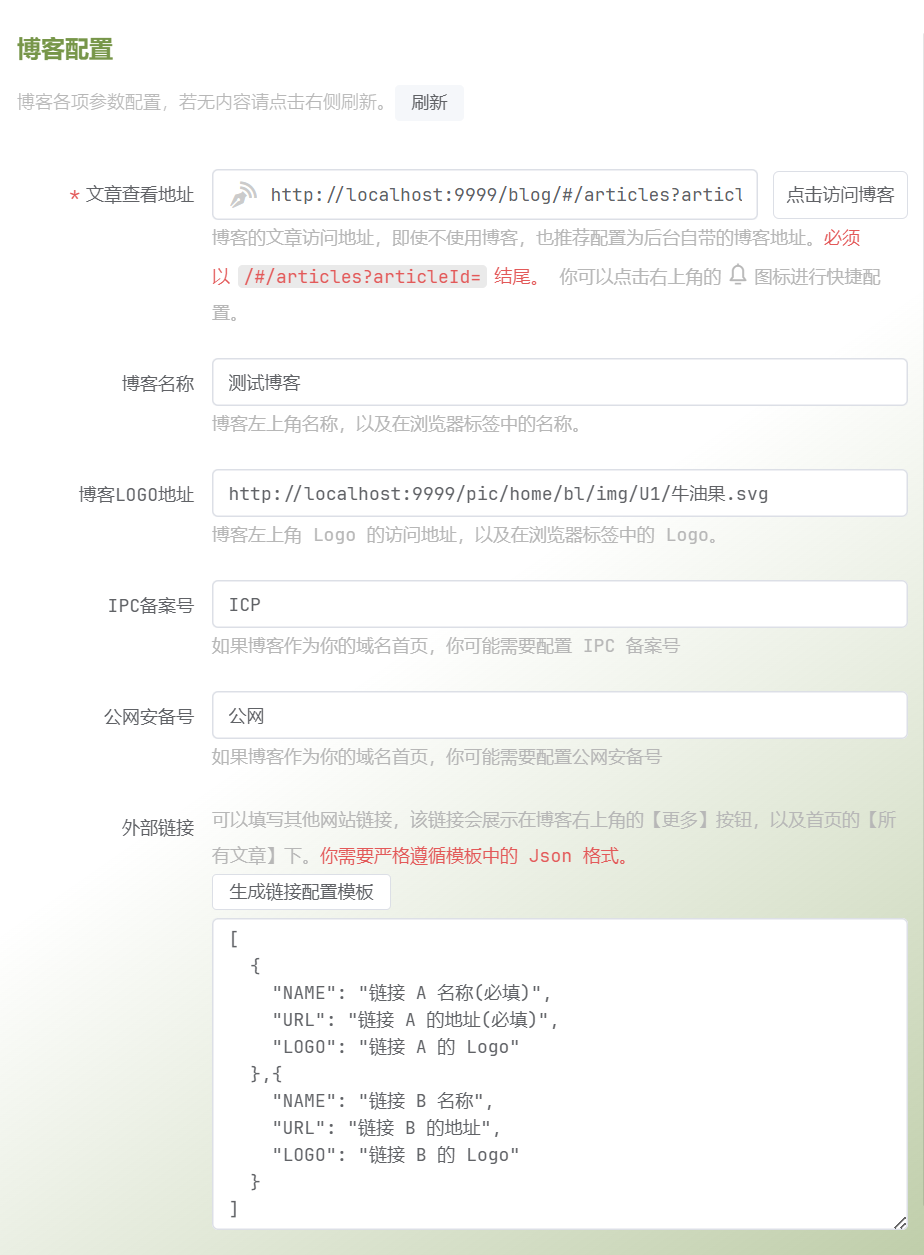 博客配置
博客各项参数配置，若无内容请点击右侧刷新。 刷新
* 文章查看地址 http://localhost:9999/blog/#/articles?articl 点击访问博客
博客的文章访问地址，即使不使用博客，也推荐配置为后台自带的博客地址。必须
以 /#/articles?articleId= 结尾。 你可以点击右上角的 图标进行快捷配
置。
博客名称 测试博客
博客左上角名称，以及在浏览器标签中的名称。
博客LOGO地址 http://localhost:9999/pic/home/bl/img/U1/牛油果.svg
博客左上角 Logo 的访问地址，以及在浏览器标签中的 Logo。
IPC备案号 ICP
如果博客作为你的域名首页，你可能需要配置 IPC 备案号
公网安备号 公网
如果博客作为你的域名首页，你可能需要配置公网安备号
外部链接 可以填写其他网站链接，该链接会展示在博客右上角的【更多】按钮，以及首页的【所
有文章】下。你需要严格遵循模板中的 Json 格式。
生成链接配置模板
[
  {
    "NAME": "链接 A 名称(必填)",
    "URL": "链接 A 的地址(必填)",
    "LOGO": "链接 A 的 Logo"
  },{
    "NAME": "链接 B 名称",
    "URL": "链接 B 的地址",
    "LOGO": "链接 B 的 Logo"
  }
]